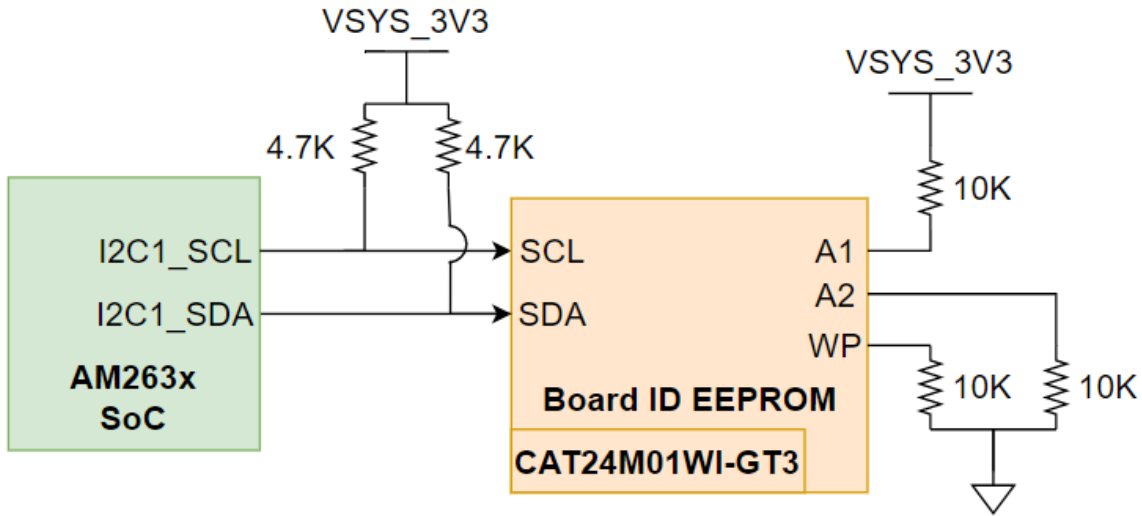 VSYS_3V3
4.7K
4.7K
VSYS_3V3
10K
I2C1_SCL
I2C1_SDA
AM263x
SoC
SCL
SDA
A1
A2
WP
Board ID EEPROM
CAT24M01WI-GT3
10K
10K